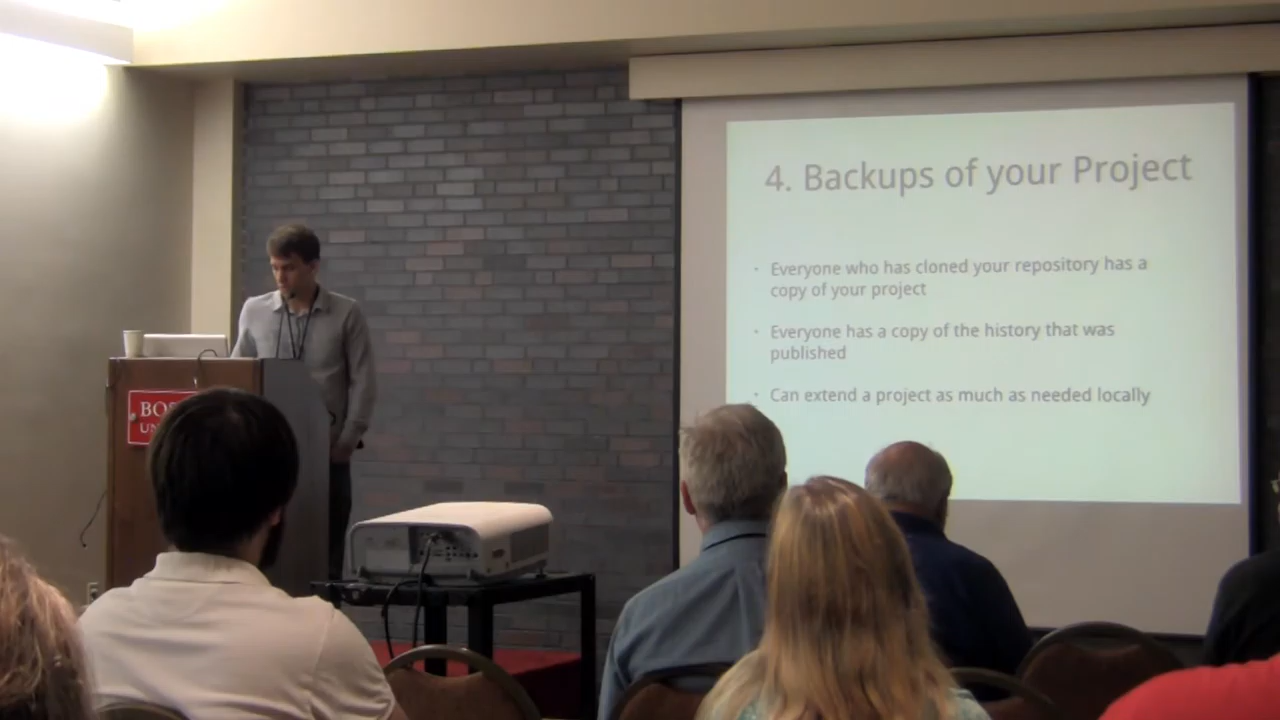 4. Backups of your Project
· Everyone who has cloned your repository has a
copy of your project
· Everyone has a copy of the history that was
published
· Can extend a project as much as needed locally